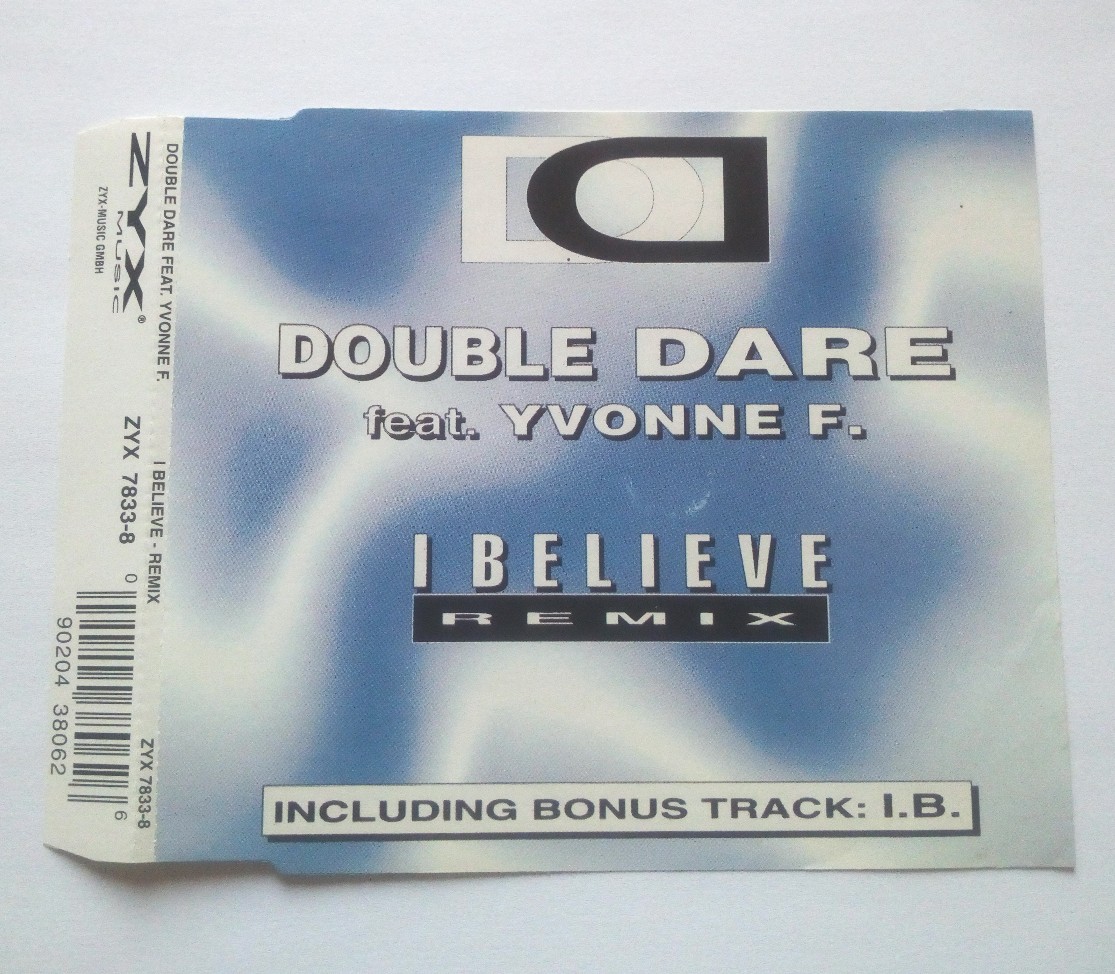 DOUBLE DARE
feat. YVONNE F.
I BELIEVE
REMIX
INCLUDING BONUS TRACK: I.B.
DOUBLE DARE FEAT. YVONNE F.
I BELIEVE - REMIX
ZYX 7833-8
ZYX®
MUSIC
ZYX 7833-8
ZYX-MUSIC GMBH
0 90204 38062 6